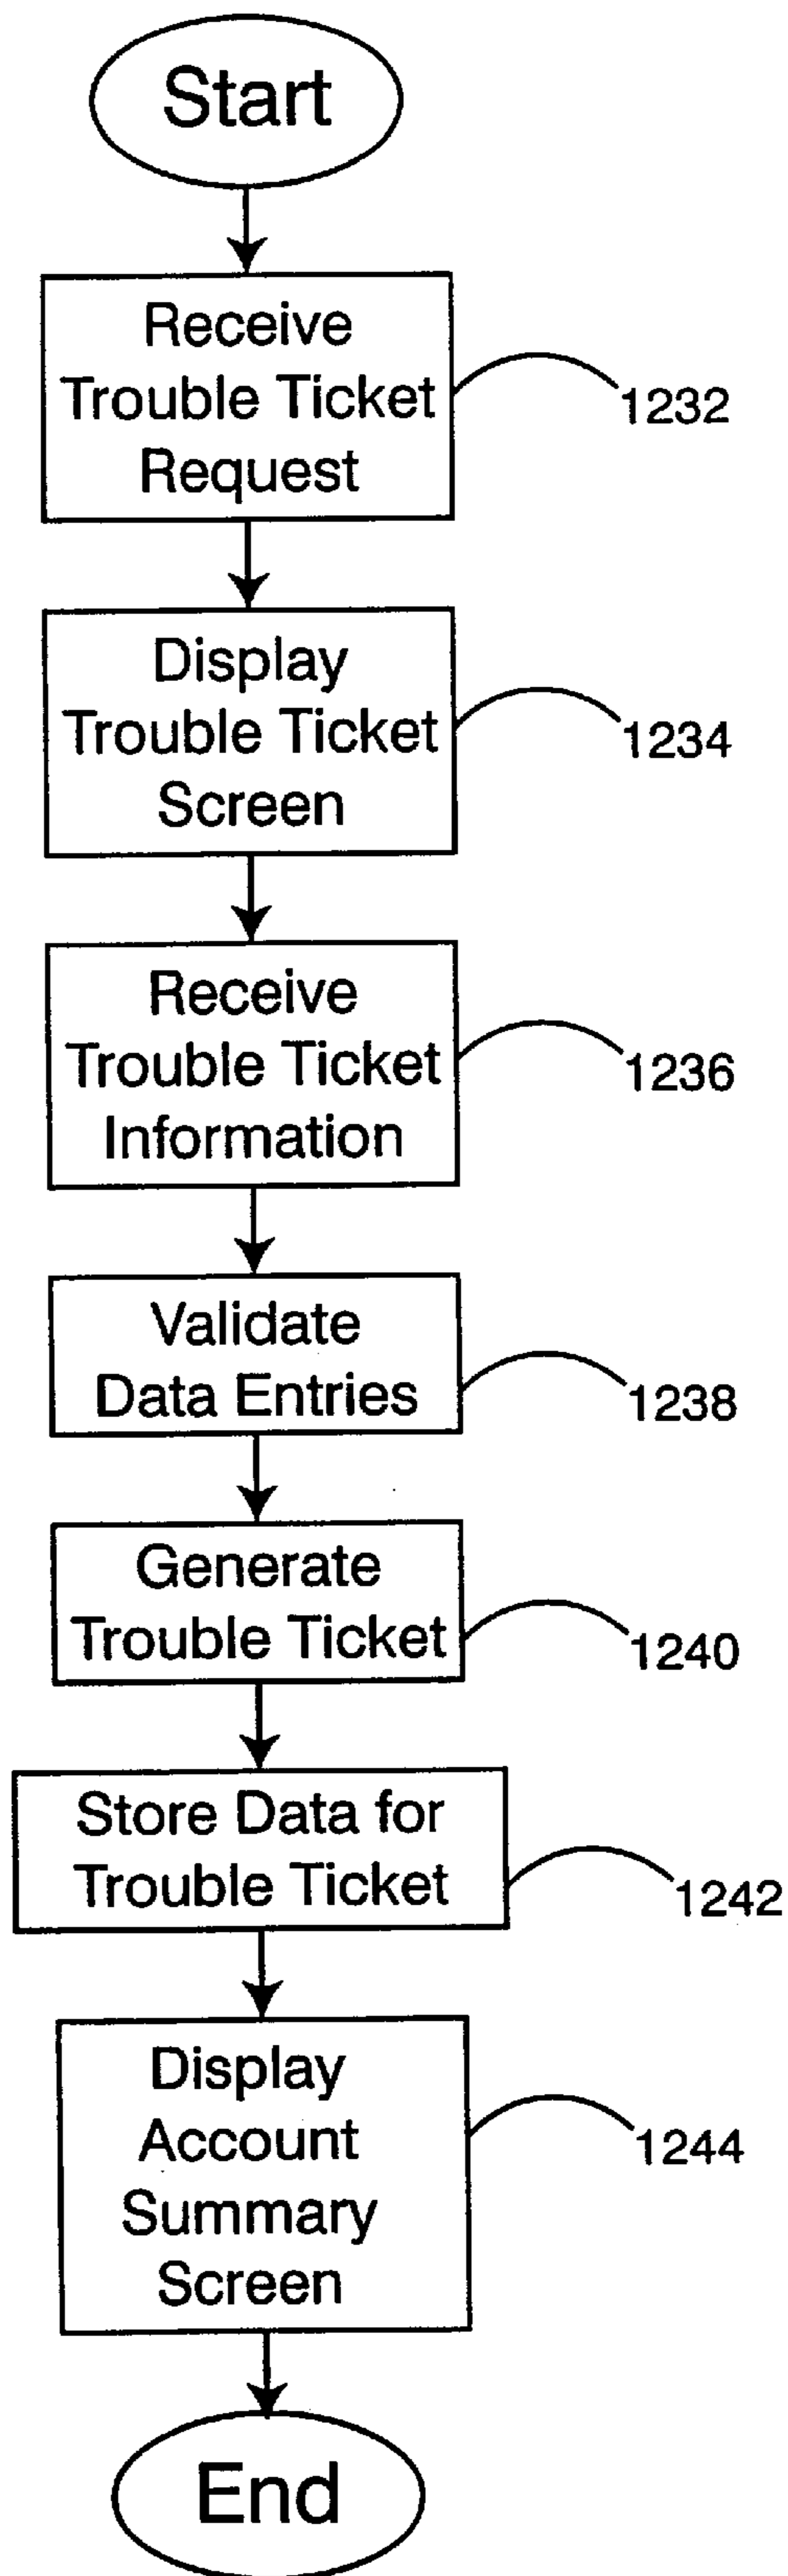 Start
Receive
Trouble Ticket
Request
1232
Display
Trouble Ticket
Screen
1234
Receive
Trouble Ticket
Information
1236
Validate
Data Entries
1238
Generate
Trouble Ticket
1240
Store Data for
Trouble Ticket
1242
Display
Account
Summary
Screen
1244
End